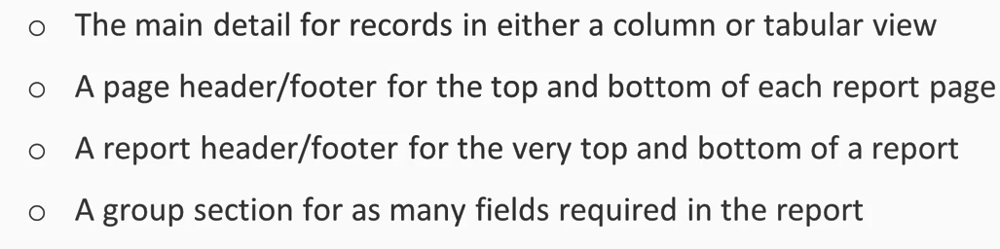 ○ The main detail for records in either a column or tabular view
○ A page header/footer for the top and bottom of each report page
○ A report header/footer for the very top and bottom of a report
○ A group section for as many fields required in the report